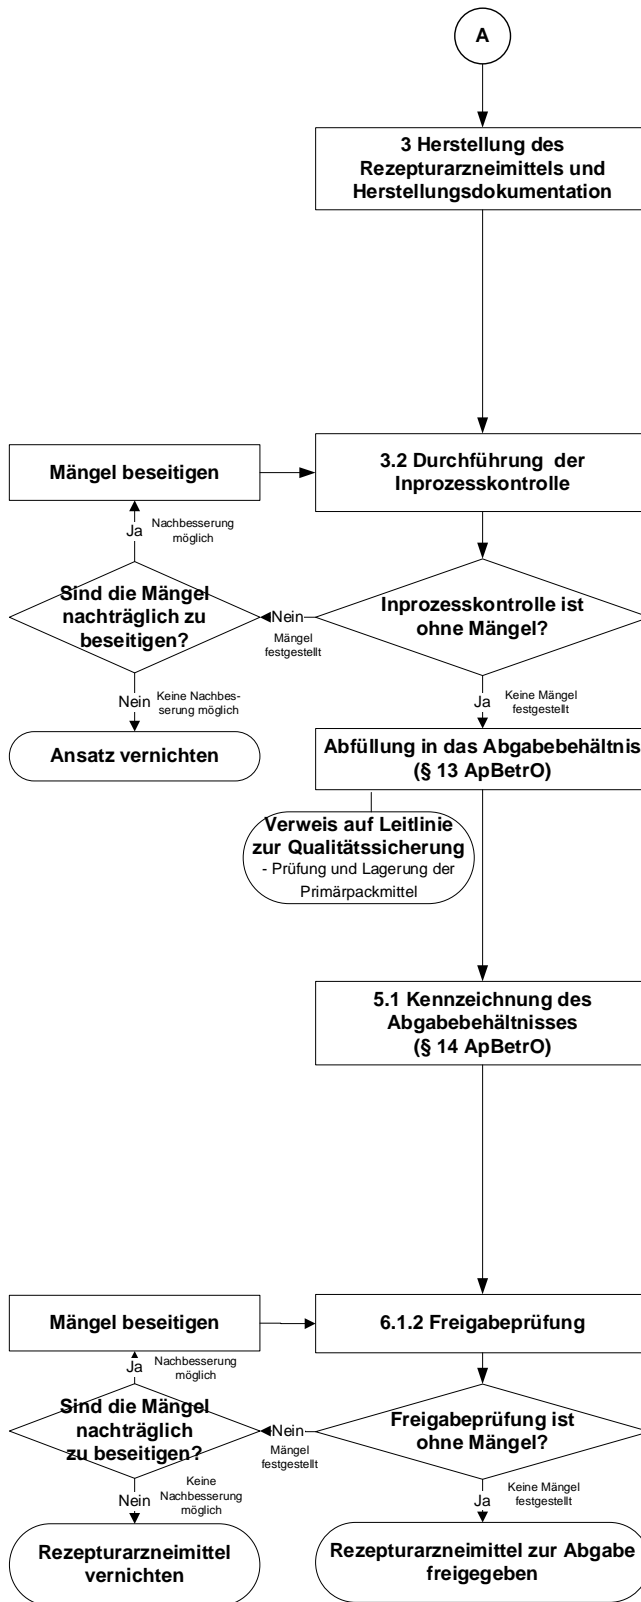 A
3 Herstellung des
Rezepturarzneimittels und
Herstellungsdokumentation
Mängel beseitigen
3.2 Durchführung der
Inprozesskontrolle
Ja
Nachbesserung
möglich
Sind die Mängel
nachträglich zu
beseitigen?
Nein
Mängel
festgestellt
Inprozesskontrolle ist
ohne Mängel?
Nein
Keine Nachbes-
serung möglich
Ja
Keine Mängel
festgestellt
Ansatz vernichten
Abfüllung in das Abgabebehältnis
(§ 13 ApBetrO)
Verweis auf Leitlinie
zur Qualitätssicherung
- Prüfung und Lagerung der
Primärpackmittel
5.1 Kennzeichnung des
Abgabebehältnisses
(§ 14 ApBetrO)
Mängel beseitigen
6.1.2 Freigabeprüfung
Ja
Nachbesserung
möglich
Sind die Mängel
nachträglich
zu beseitigen?
Nein
Mängel
festgestellt
Freigabeprüfung ist
ohne Mängel?
Nein
Keine
Nachbesserung
möglich
Ja
Keine Mängel
festgestellt
Rezepturarzneimittel
vernichten
Rezepturarzneimittel zur Abgabe
freigegeben